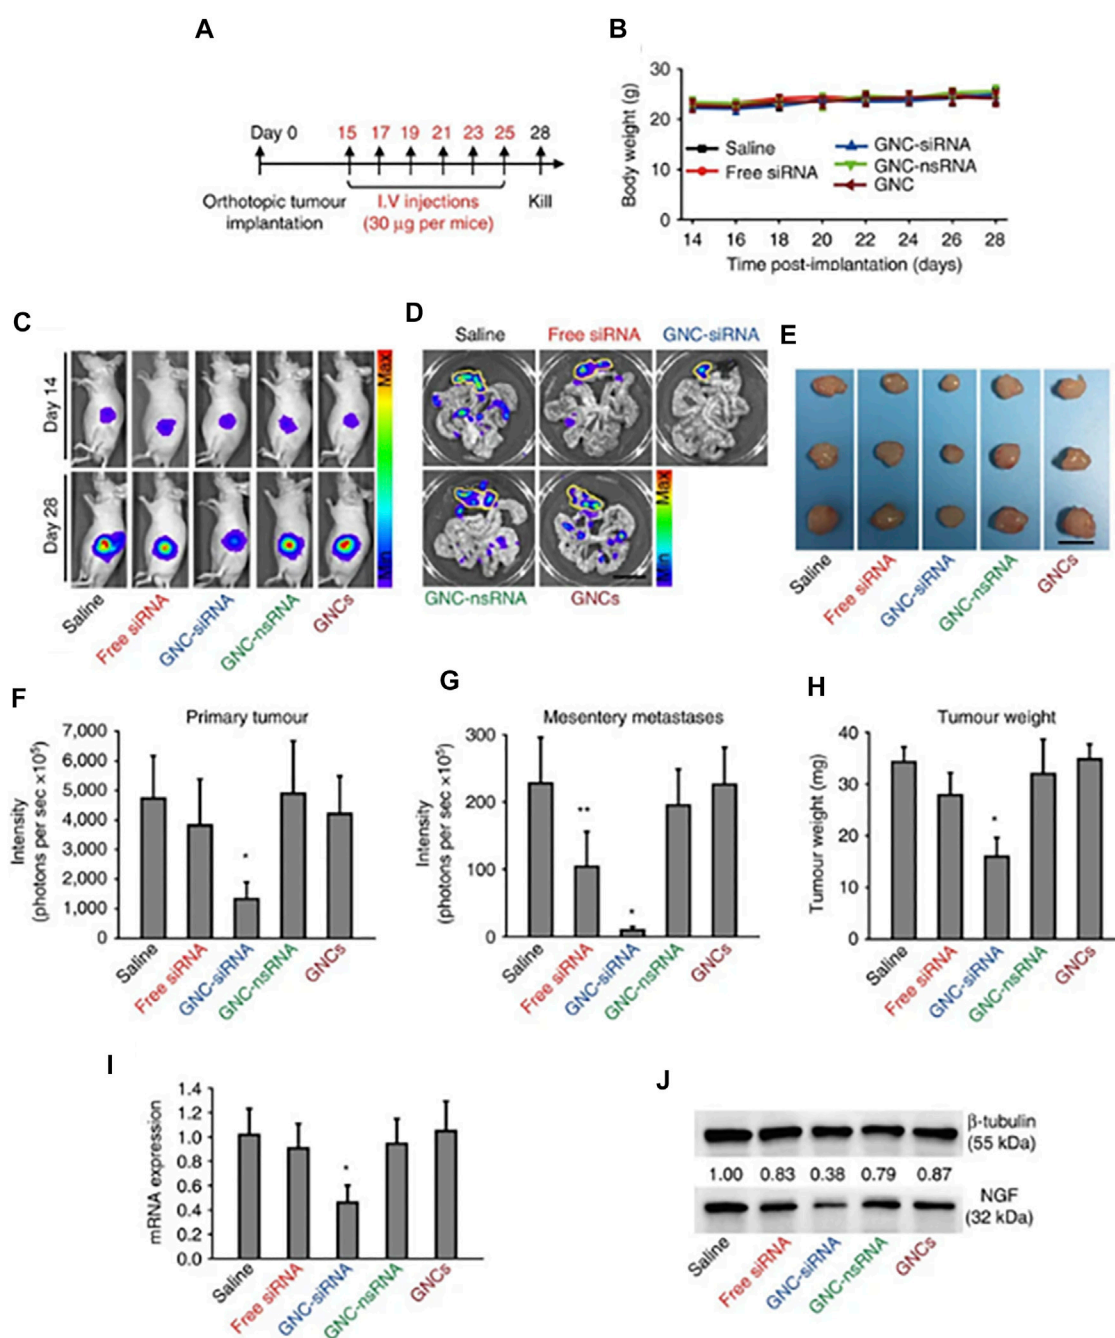 A
Day 0
15 17 19 21 23 25 28
Orthotopic tumour
implantation
I.V injections
(30 µg per mice)
Kill
B
Body weight (g)
30
20
10
0
Saline
Free siRNA
GNC-siRNA
GNC-nsRNA
GNC
14 16 18 20 22 24 26 28
Time post-implantation (days)
C
Day 14
Day 28
Max
Min
Saline
Free siRNA
GNC-siRNA
GNC-nsRNA
GNCs
D
Saline Free siRNA GNC-siRNA
Max
Min
GNC-nsRNA GNCs
E
Saline
Free siRNA
GNC-siRNA
GNC-nsRNA
GNCs
F
Primary tumour
Intensity
(photons per sec ×10⁵)
7,000
6,000
5,000
4,000
3,000
2,000
1,000
0
*
Saline
Free siRNA
GNC-siRNA
GNC-nsRNA
GNCs
G
Mesentery metastases
Intensity
(photons per sec ×10⁵)
300
200
100
0
**
*
Saline
Free siRNA
GNC-siRNA
GNC-nsRNA
GNCs
H
Tumour weight
Tumour weight (mg)
40
30
20
10
0
*
Saline
Free siRNA
GNC-siRNA
GNC-nsRNA
GNCs
I
mRNA expression
1.4
1.2
1.0
0.8
0.6
0.4
0.2
0.0
*
Saline
Free siRNA
GNC-siRNA
GNC-nsRNA
GNCs
J
β-tubulin
(55 kDa)
1.00 0.83 0.38 0.79 0.87
NGF
(32 kDa)
Saline
Free siRNA
GNC-siRNA
GNC-nsRNA
GNCs